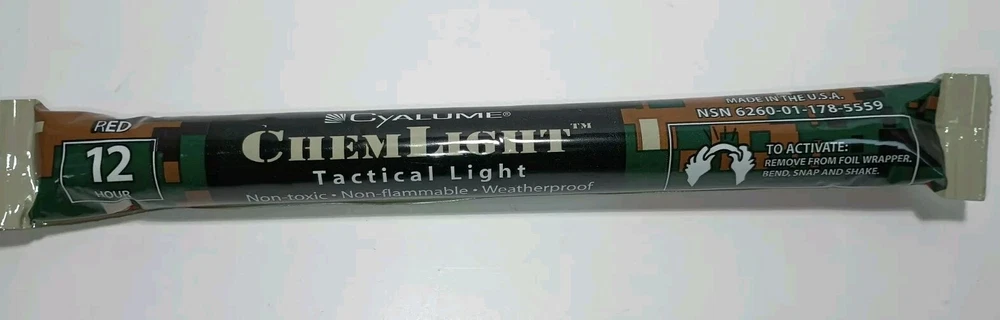 RED
12
HOUR
CYALUME®
CHEMLIGHT™
Tactical Light
Non-toxic • Non-flammable • Weatherproof
MADE IN THE U.S.A.
NSN 6260-01-178-5559
TO ACTIVATE:
REMOVE FROM FOIL WRAPPER.
BEND, SNAP AND SHAKE.